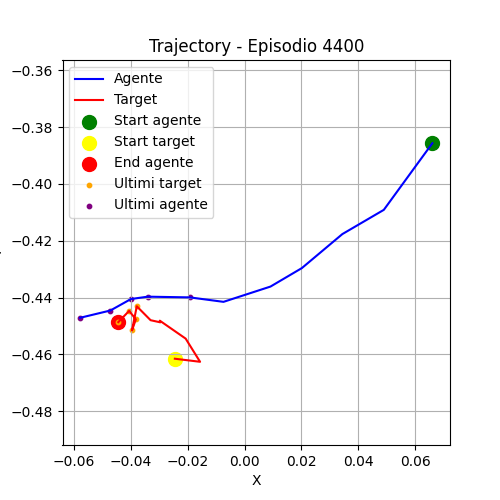 Trajectory - Episodio 4400
−0.36
−0.38
−0.40
−0.42
−0.44
−0.46
−0.48
Agente
Target
Start agente
Start target
End agente
Ultimi target
Ultimi agente
−0.06 −0.04 −0.02 0.00 0.02 0.04 0.06
X